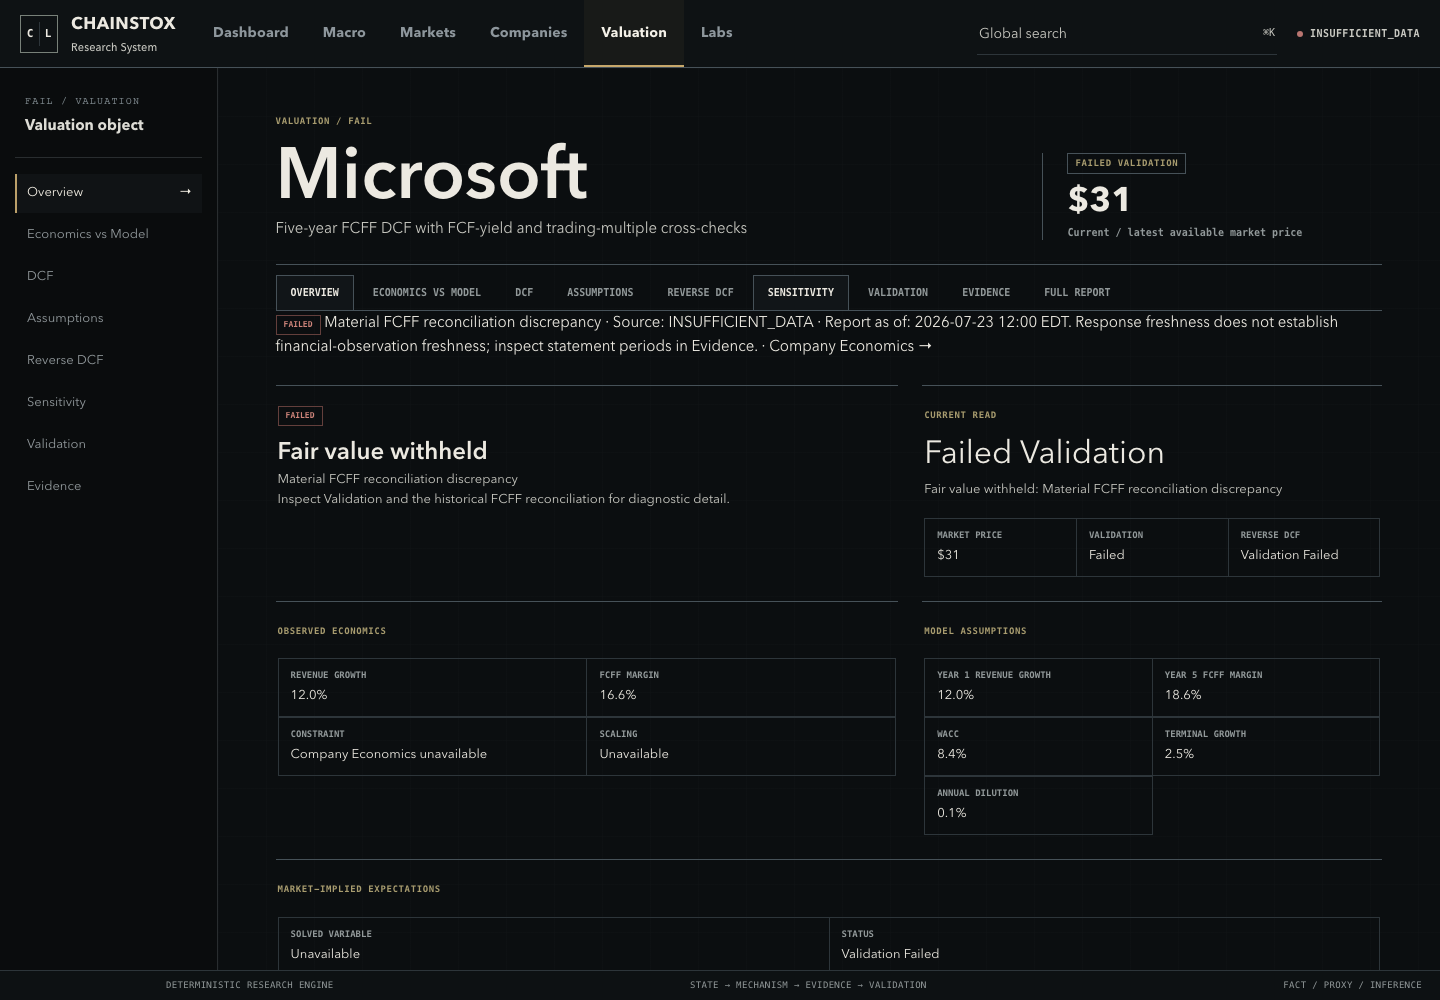 C L
CHAINSTOX
Research System
Dashboard
Macro
Markets
Companies
Valuation
Labs
Global search
⌘K
INSUFFICIENT_DATA
FAIL / VALUATION
Valuation object
Overview →
Economics vs Model
DCF
Assumptions
Reverse DCF
Sensitivity
Validation
Evidence
VALUATION / FAIL
Microsoft
Five-year FCFF DCF with FCF-yield and trading-multiple cross-checks
FAILED VALIDATION
$31
Current / latest available market price
OVERVIEW
ECONOMICS VS MODEL
DCF
ASSUMPTIONS
REVERSE DCF
SENSITIVITY
VALIDATION
EVIDENCE
FULL REPORT
FAILED Material FCFF reconciliation discrepancy · Source: INSUFFICIENT_DATA · Report as of: 2026-07-23 12:00 EDT. Response freshness does not establish
financial-observation freshness; inspect statement periods in Evidence. · Company Economics →
FAILED
Fair value withheld
Material FCFF reconciliation discrepancy
Inspect Validation and the historical FCFF reconciliation for diagnostic detail.
CURRENT READ
Failed Validation
Fair value withheld: Material FCFF reconciliation discrepancy
MARKET PRICE
$31
VALIDATION
Failed
REVERSE DCF
Validation Failed
OBSERVED ECONOMICS
REVENUE GROWTH
12.0%
FCFF MARGIN
16.6%
CONSTRAINT
Company Economics unavailable
SCALING
Unavailable
MODEL ASSUMPTIONS
YEAR 1 REVENUE GROWTH
12.0%
YEAR 5 FCFF MARGIN
18.6%
WACC
8.4%
TERMINAL GROWTH
2.5%
ANNUAL DILUTION
0.1%
MARKET-IMPLIED EXPECTATIONS
SOLVED VARIABLE
Unavailable
STATUS
Validation Failed
DETERMINISTIC RESEARCH ENGINE
STATE → MECHANISM → EVIDENCE → VALIDATION
FACT / PROXY / INFERENCE